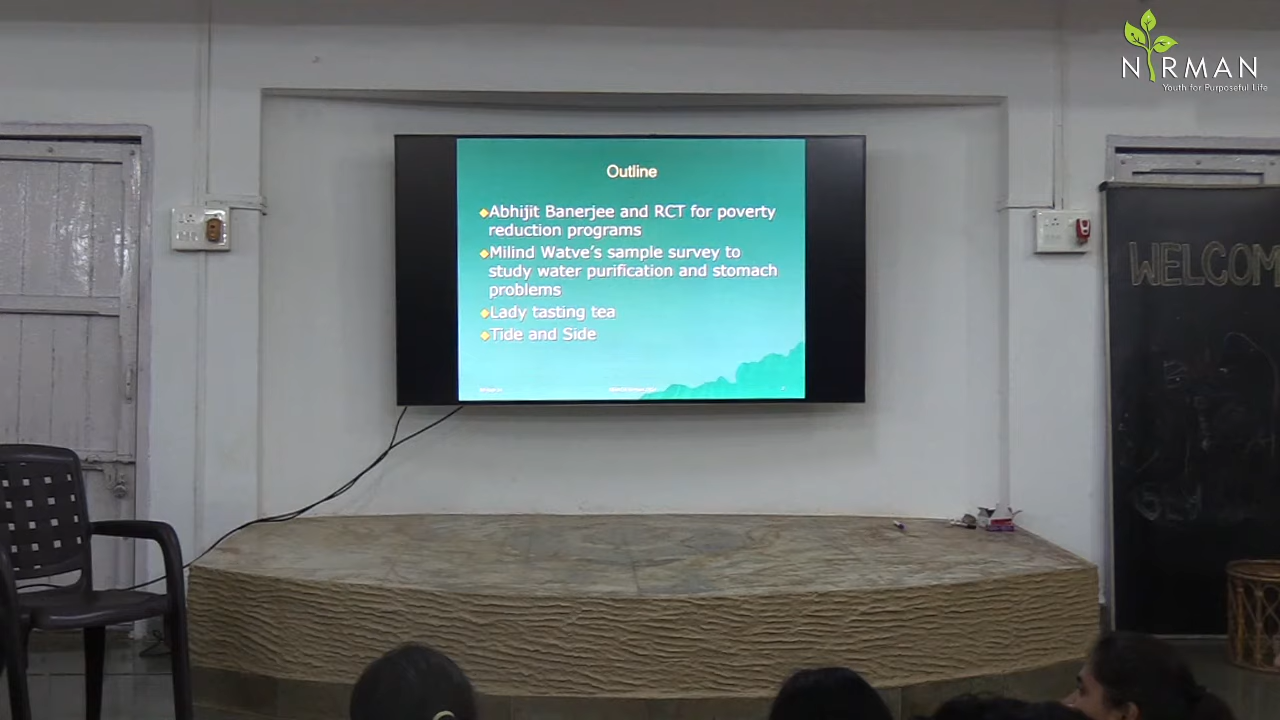 NIRMAN
Youth for Purposeful Life
Outline
Abhijit Banerjee and RCT for poverty
reduction programs
Milind Watve's sample survey to
study water purification and stomach
problems
Lady tasting tea
Tide and Side
WELCOM